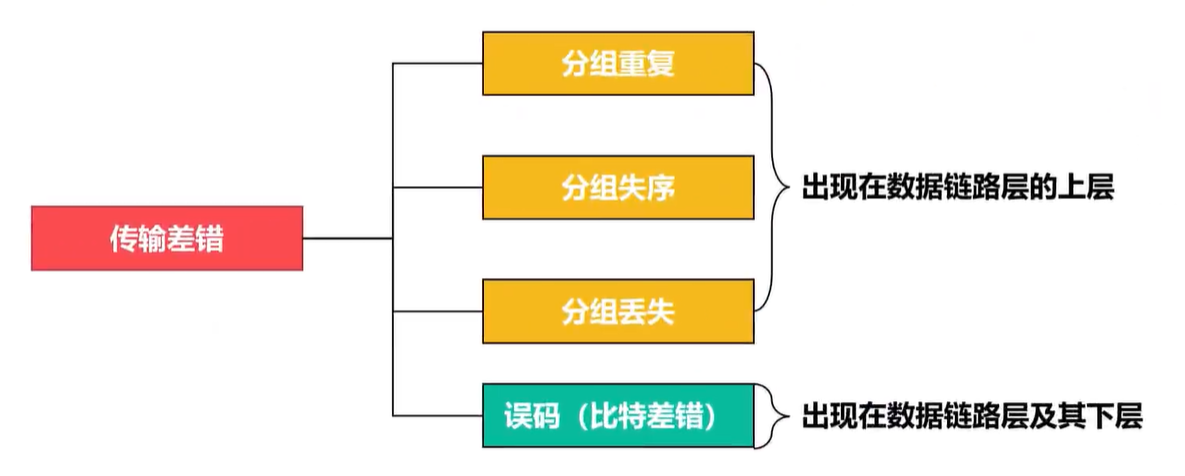 分组重复
分组失序
出现在数据链路层的上层
传输差错
分组丢失
误码（比特差错）
出现在数据链路层及其下层